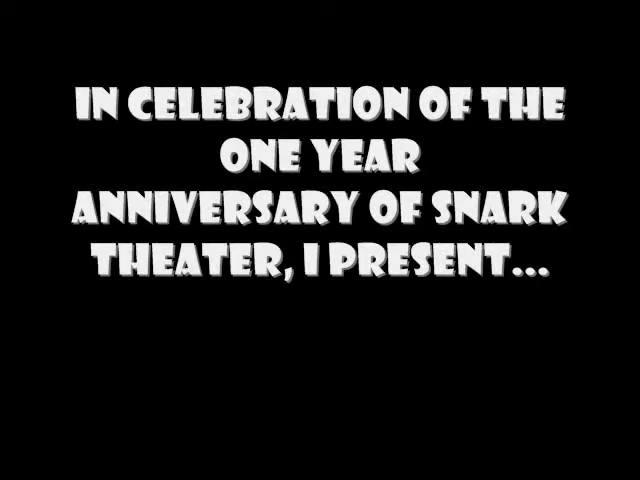 IN CELEBRATION OF THE
ONE YEAR
ANNIVERSARY OF SNARK
THEATER, I PRESENT...